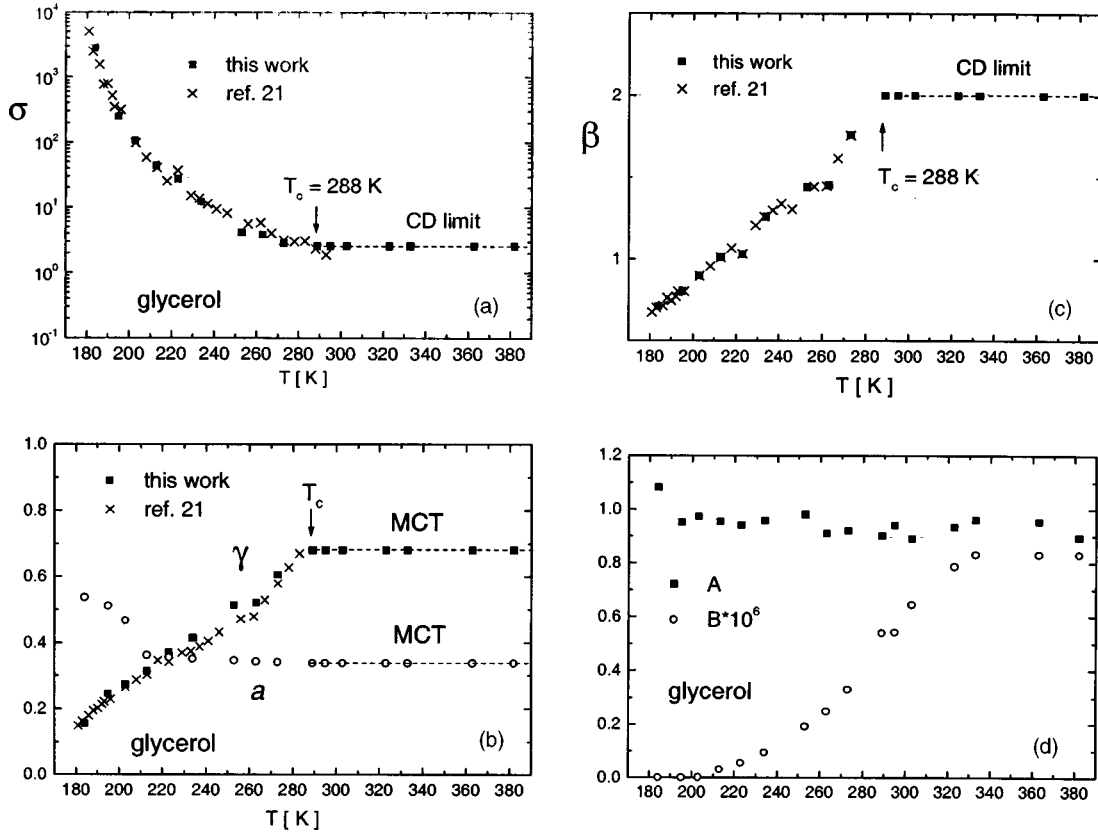 10⁴
10³
10²
10¹
10⁰
10⁻¹
σ
this work
ref. 21
T_c = 288 K
CD limit
glycerol
(a)
180 200 220 240 260 280 300 320 340 360 380
T [ K ]
2
1
β
this work
ref. 21
CD limit
T_c = 288 K
(c)
180 200 220 240 260 280 300 320 340 360 380
T [ K ]
1.0
0.8
0.6
0.4
0.2
0.0
this work
ref. 21
T_c
MCT
γ
MCT
a
glycerol
(b)
180 200 220 240 260 280 300 320 340 360 380
T [ K ]
1.2
1.0
0.8
0.6
0.4
0.2
0.0
A
B*10⁶
glycerol
(d)
180 200 220 240 260 280 300 320 340 360 380
T [ K ]